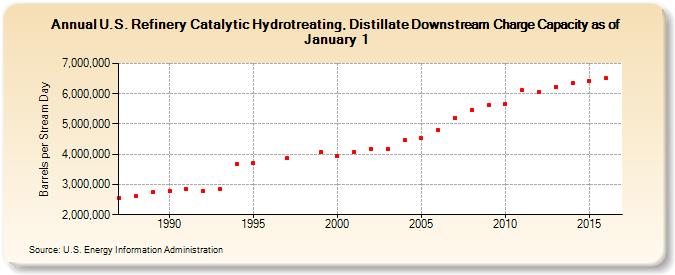 Annual U.S. Refinery Catalytic Hydrotreating, Distillate Downstream Charge Capacity as of
January 1
Barrels per Stream Day
7,000,000
6,000,000
5,000,000
4,000,000
3,000,000
2,000,000
1990 1995 2000 2005 2010 2015
Source: U.S. Energy Information Administration